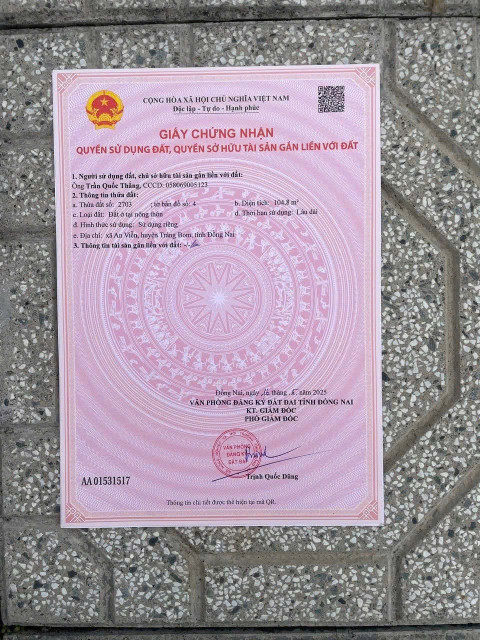 CỘNG HÒA XÃ HỘI CHỦ NGHĨA VIỆT NAM
Độc lập - Tự do - Hạnh phúc
GIẤY CHỨNG NHẬN
QUYỀN SỬ DỤNG ĐẤT, QUYỀN SỞ HỮU TÀI SẢN GẮN LIỀN VỚI ĐẤT
1. Người sử dụng đất, chủ sở hữu tài sản gắn liền với đất:
Ông Trần Quốc Thắng, CCCD: 058069005123
2. Thông tin thửa đất:
a. Thửa đất số: 2703 ; tờ bản đồ số: 4 b. Diện tích: 104,8 m²
c. Loại đất: Đất ở tại nông thôn d. Thời hạn sử dụng: Lâu dài
đ. Hình thức sử dụng: Sử dụng riêng
e. Địa chỉ: xã An Viễn, huyện Trảng Bom, tỉnh Đồng Nai
3. Thông tin tài sản gắn liền với đất:
Đồng Nai, ngày tháng năm 2025
VĂN PHÒNG ĐĂNG KÝ ĐẤT ĐAI TỈNH ĐỒNG NAI
KT. GIÁM ĐỐC
PHÓ GIÁM ĐỐC
VĂN PHÒNG
ĐĂNG KÝ
ĐẤT ĐAI
Trịnh Quốc Dũng
AA 01531517
Thông tin chi tiết được thể hiện tại mã QR.